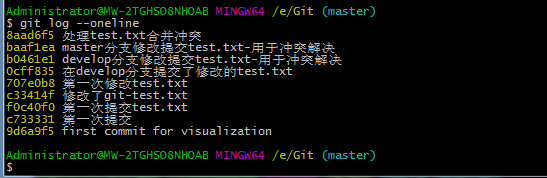 Administrator@MW-2TGHSO8NHOAB MINGW64 /e/Git (master)
$ git log --oneline
8aad6f5 处理test.txt合并冲突
baaf1ea master分支修改提交test.txt-用于冲突解决
b0461e1 develop分支修改提交test.txt-用于冲突解决
0cff835 在develop分支提交了修改的test.txt
707e0b8 第一次修改test.txt
c33414f 修改了git-test.txt
f0c40f0 第一次提交test.txt
c733331 第一次提交
9d6a9f5 first commit for visualization
Administrator@MW-2TGHSO8NHOAB MINGW64 /e/Git (master)
$